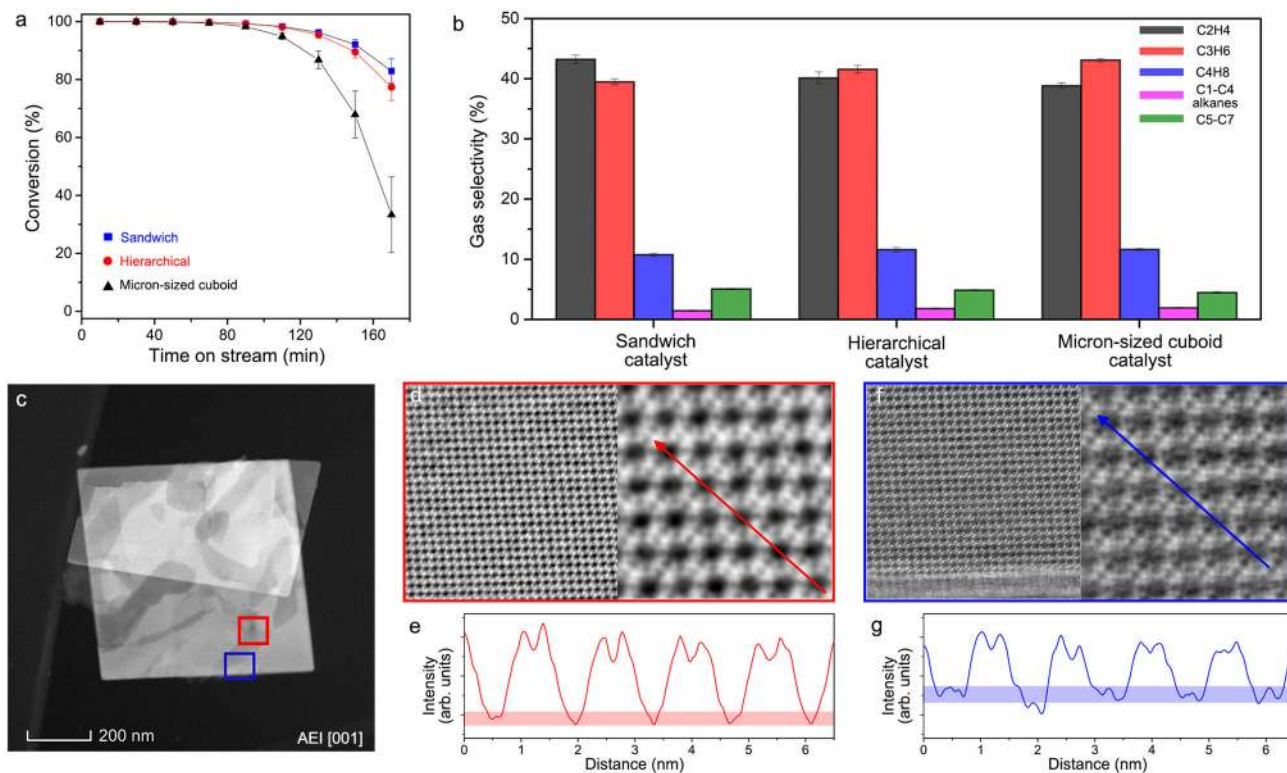 a
100
80
60
40
20
0
Conversion (%)
Sandwich
Hierarchical
Micron-sized cuboid
0
40
80
120
160
Time on stream (min)
b
50
40
30
20
10
0
Gas selectivity (%)
C2H4
C3H6
C4H8
C1-C4
alkanes
C5-C7
Sandwich
catalyst
Hierarchical
catalyst
Micron-sized cuboid
catalyst
c
200 nm
AEI [001]
d
f
e
Intensity
(arb. units)
0
1
2
3
4
5
6
Distance (nm)
g
Intensity
(arb. units)
0
1
2
3
4
5
6
Distance (nm)